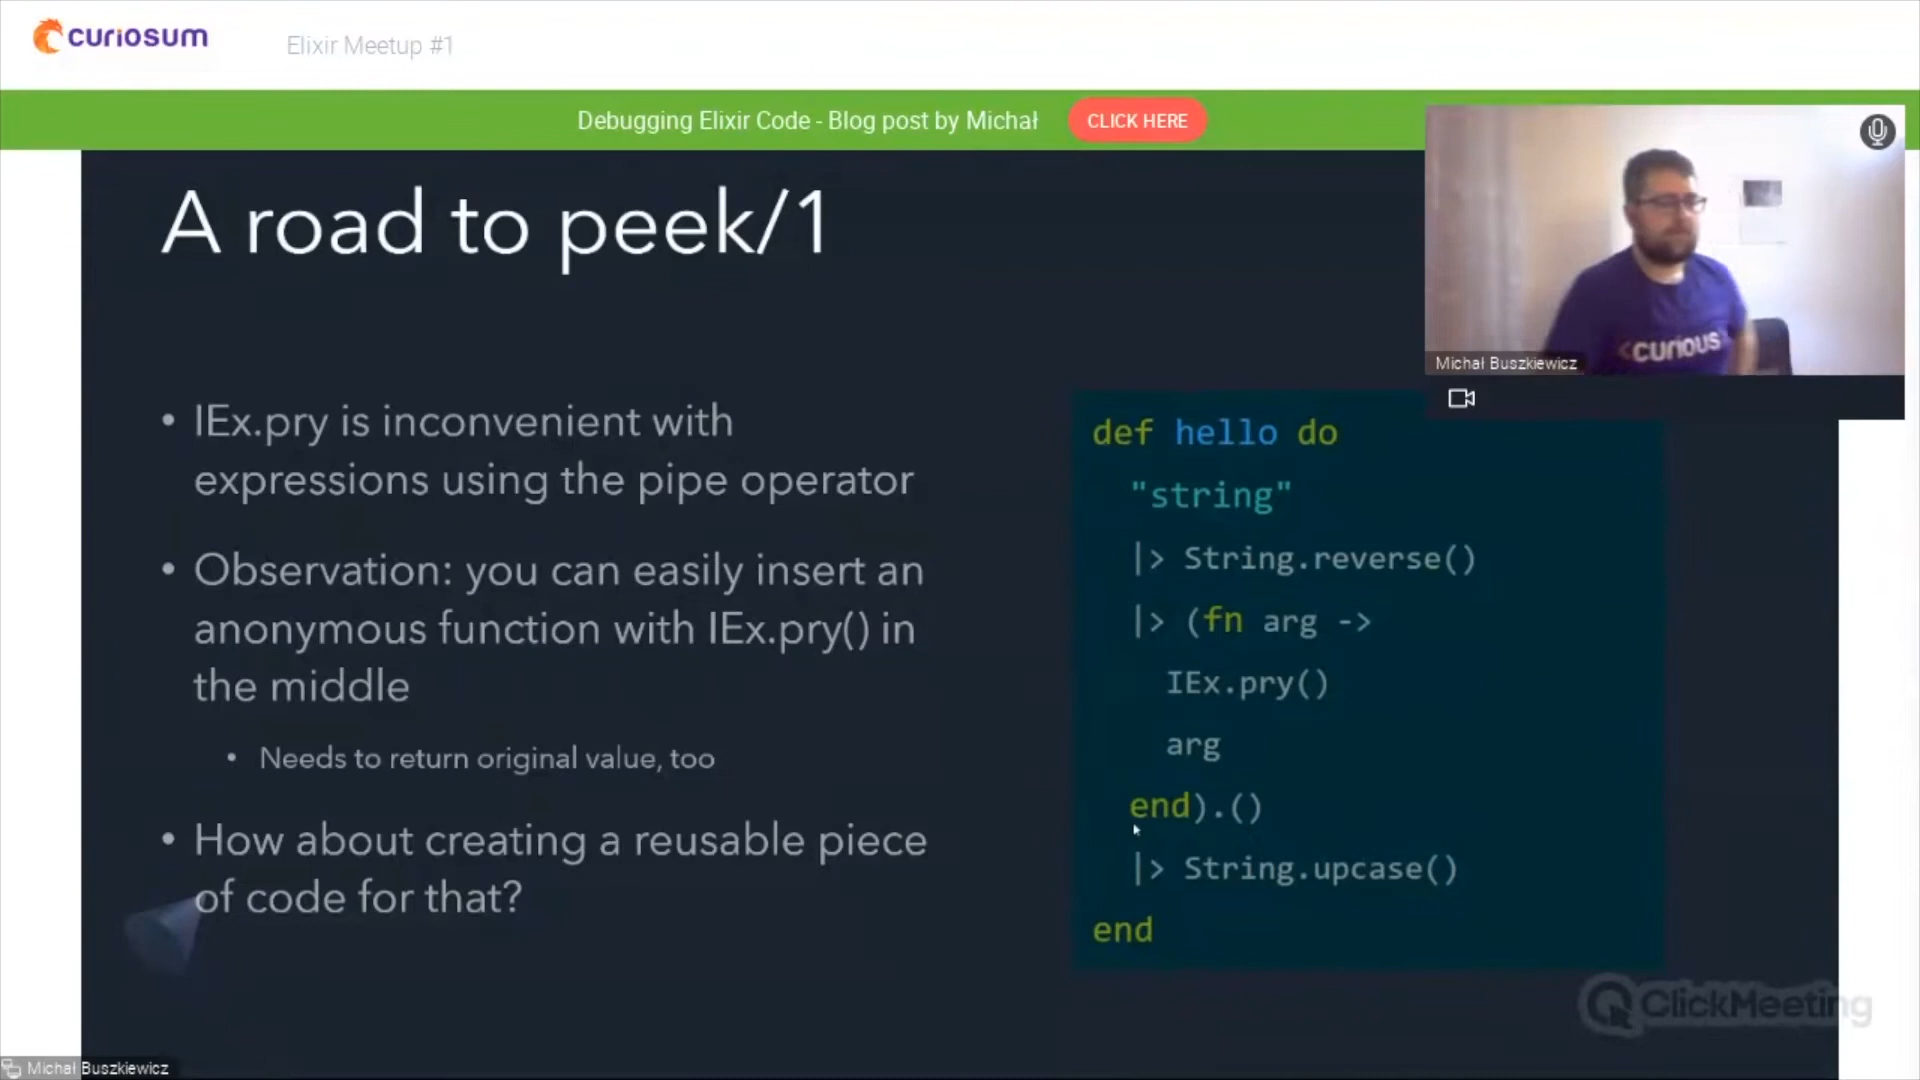 curiosum
Elixir Meetup #1
Debugging Elixir Code - Blog post by Michał
CLICK HERE
A road to peek/1
• IEx.pry is inconvenient with
expressions using the pipe operator
• Observation: you can easily insert an
anonymous function with IEx.pry() in
the middle
• Needs to return original value, too
• How about creating a reusable piece
of code for that?
def hello do
"string"
|> String.reverse()
|> (fn arg ->
IEx.pry()
arg
end).()
|> String.upcase()
end
<curious
Michał Buszkiewicz
ClickMeeting
Michał Buszkiewicz